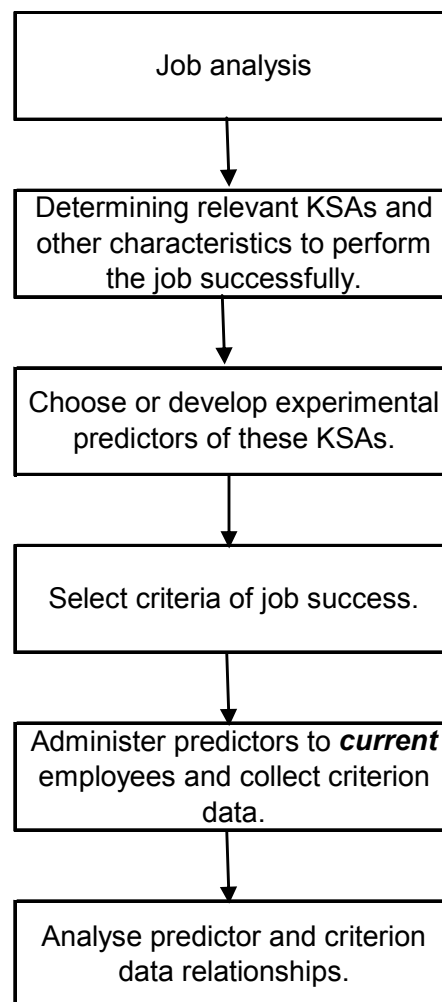 Job analysis
Determining relevant KSAs and
other characteristics to perform
the job successfully.
Choose or develop experimental
predictors of these KSAs.
Select criteria of job success.
Administer predictors to current
employees and collect criterion
data.
Analyse predictor and criterion
data relationships.